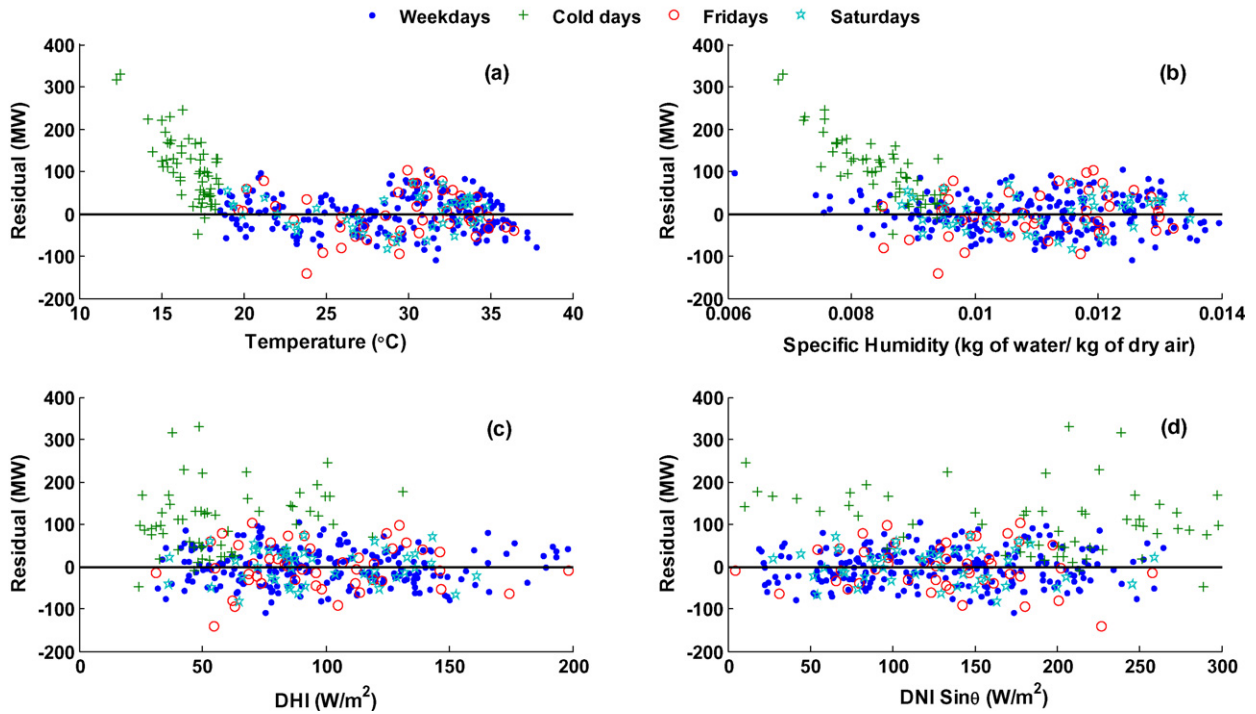 Weekdays Cold days Fridays Saturdays
400
300
200
100
0
-100
-200
Residual (MW)
(a)
10 15 20 25 30 35 40
Temperature (°C)
400
300
200
100
0
-100
-200
Residual (MW)
(b)
0.006 0.008 0.01 0.012 0.014
Specific Humidity (kg of water/ kg of dry air)
400
300
200
100
0
-100
-200
Residual (MW)
(c)
0 50 100 150 200
DHI (W/m²)
400
300
200
100
0
-100
-200
Residual (MW)
(d)
0 50 100 150 200 250 300
DNI Sinθ (W/m²)